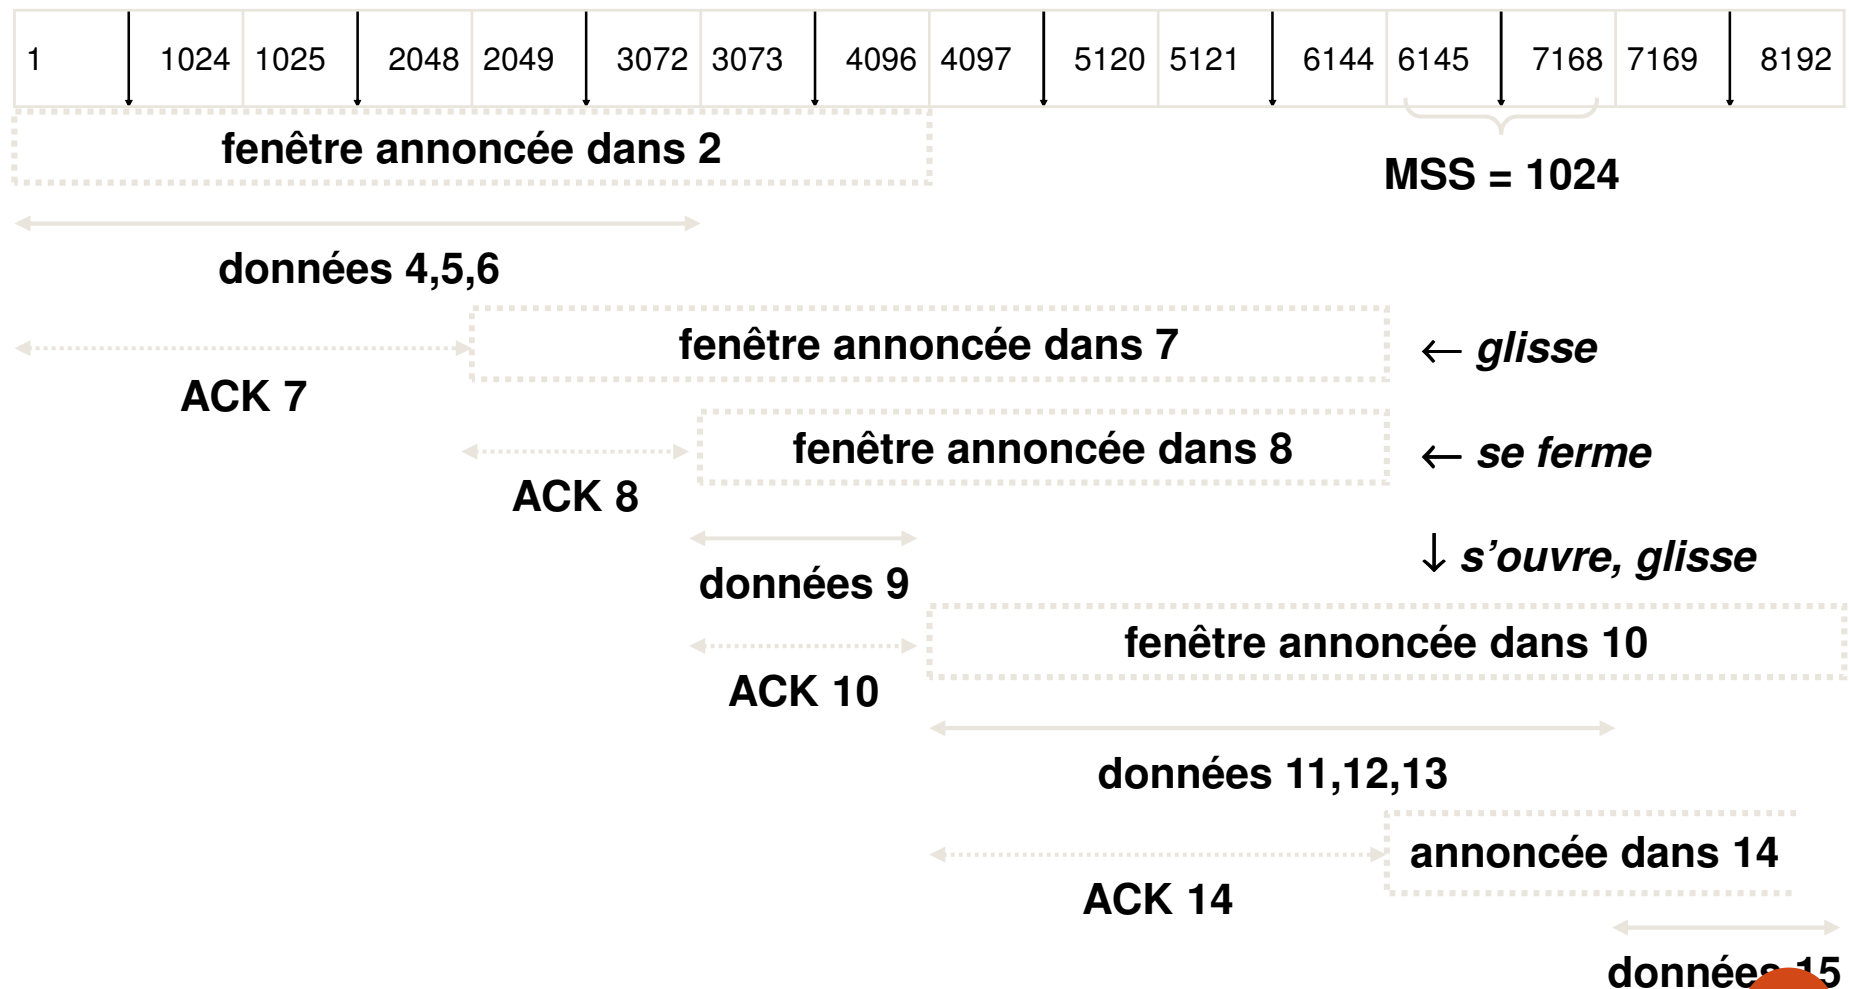 1 1024 1025 2048 2049 3072 3073 4096 4097 5120 5121 6144 6145 7168 7169 8192
fenêtre annoncée dans 2
MSS = 1024
données 4,5,6
fenêtre annoncée dans 7
← glisse
ACK 7
fenêtre annoncée dans 8
← se ferme
ACK 8
↓ s’ouvre, glisse
données 9
fenêtre annoncée dans 10
ACK 10
données 11,12,13
annoncée dans 14
ACK 14
données 15